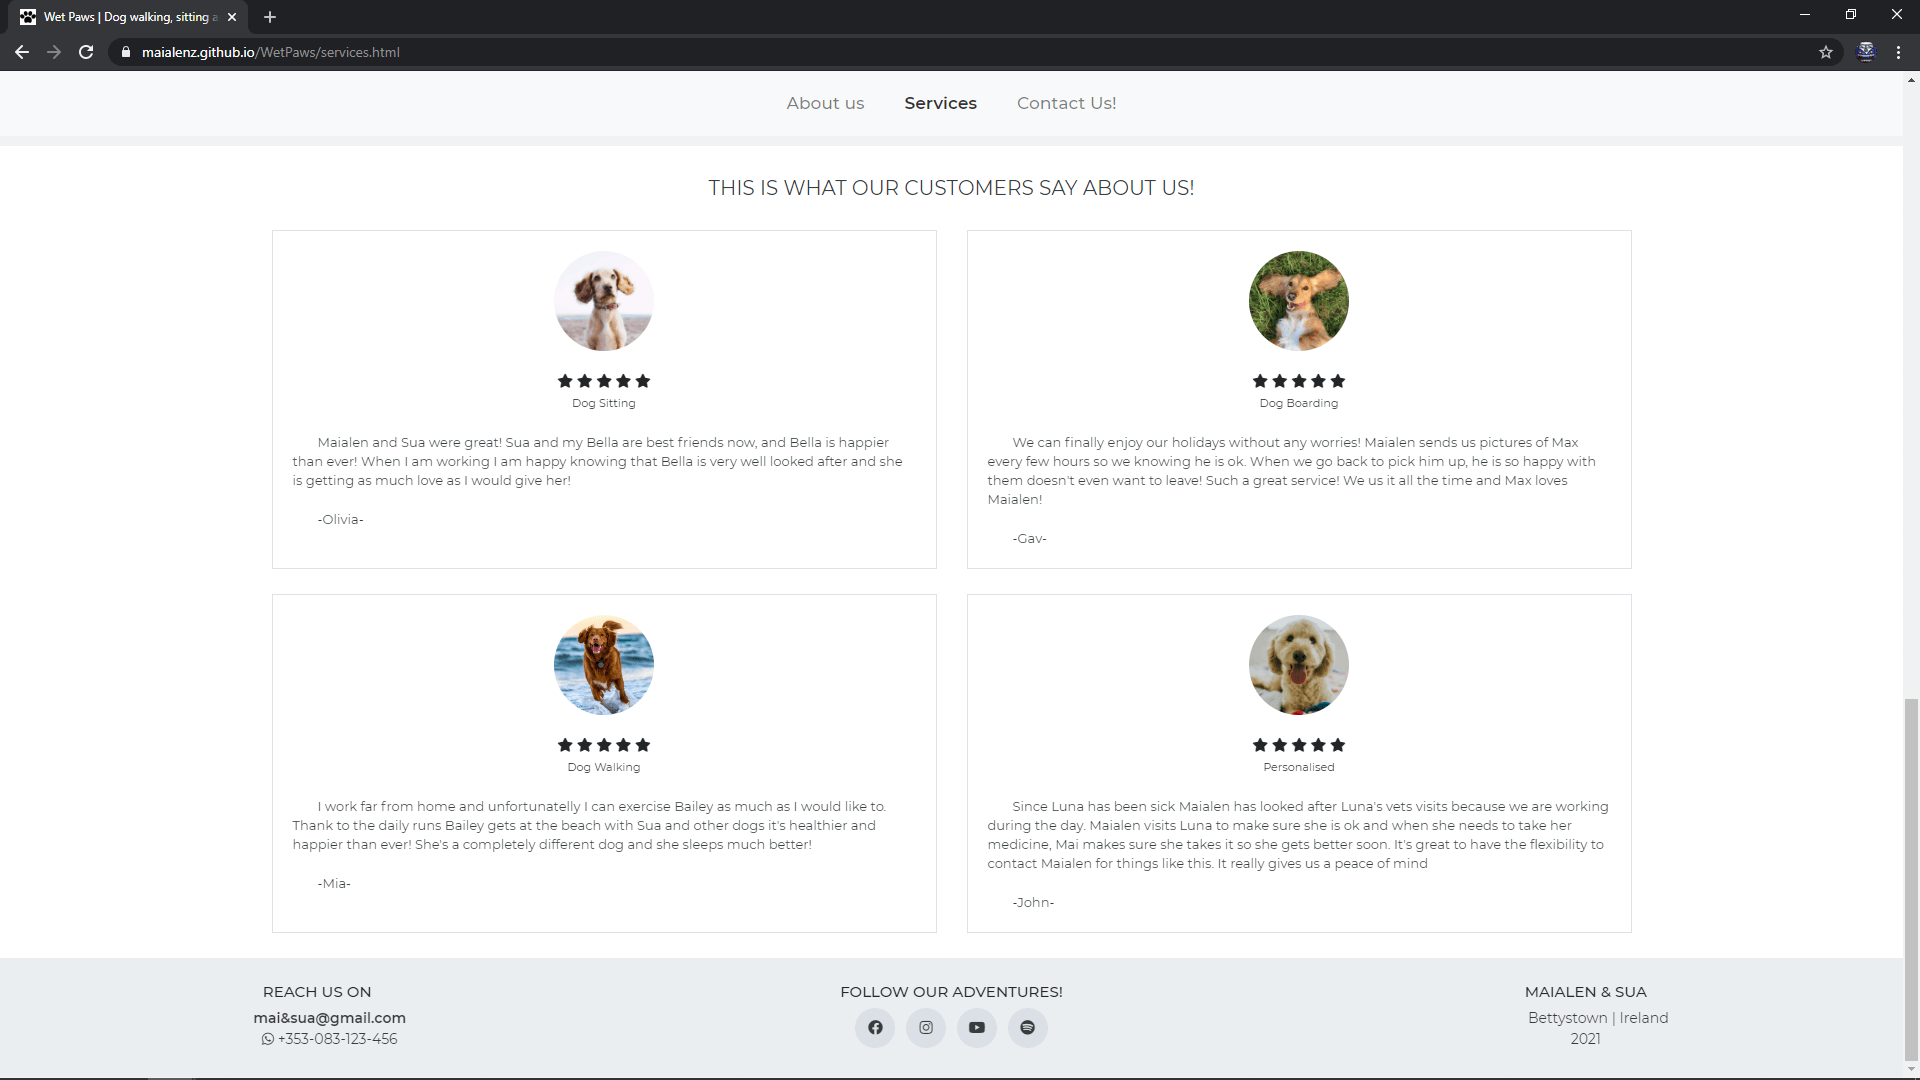 Wet Paws | Dog walking, sitting a
maialenz.github.io/WetPaws/services.html
About us Services Contact Us!
THIS IS WHAT OUR CUSTOMERS SAY ABOUT US!
Dog Sitting
Maialen and Sua were great! Sua and my Bella are best friends now, and Bella is happier
than ever! When I am working I am happy knowing that Bella is very well looked after and she
is getting as much love as I would give her!
-Olivia-
Dog Boarding
We can finally enjoy our holidays without any worries! Maialen sends us pictures of Max
every few hours so we knowing he is ok. When we go back to pick him up, he is so happy with
them doesn't even want to leave! Such a great service! We us it all the time and Max loves
Maialen!
-Gav-
Dog Walking
I work far from home and unfortunatelly I can exercise Bailey as much as I would like to.
Thank to the daily runs Bailey gets at the beach with Sua and other dogs it's healthier and
happier than ever! She's a completely different dog and she sleeps much better!
-Mia-
Personalised
Since Luna has been sick Maialen has looked after Luna's vets visits because we are working
during the day. Maialen visits Luna to make sure she is ok and when she needs to take her
medicine, Mai makes sure she takes it so she gets better soon. It's great to have the flexibility to
contact Maialen for things like this. It really gives us a peace of mind
-John-
REACH US ON
mai&sua@gmail.com
+353-083-123-456
FOLLOW OUR ADVENTURES!
MAIALEN & SUA
Bettystown | Ireland
2021